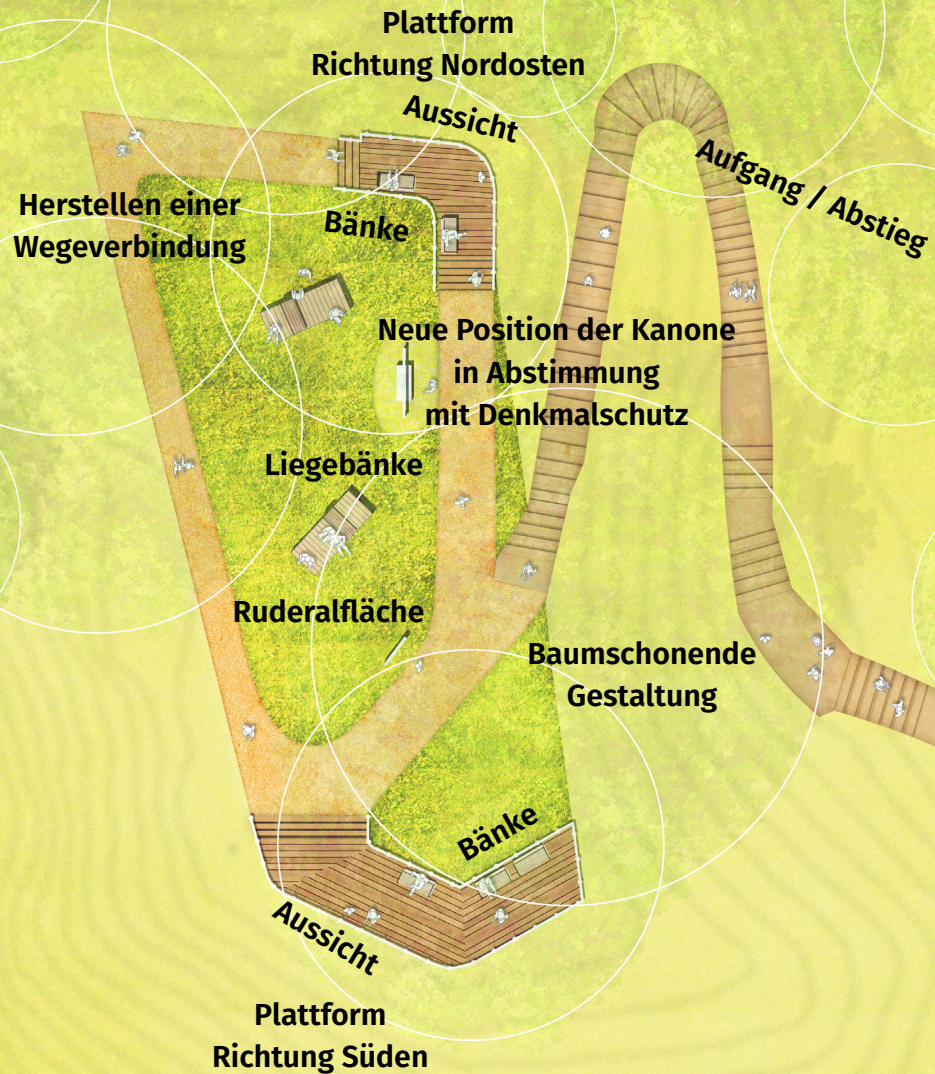 Plattform
Richtung Nordosten
Aussicht
Aufgang / Abstieg
Herstellen einer
Wegeverbindung
Bänke
Neue Position der Kanone
in Abstimmung
mit Denkmalschutz
Liegebänke
Ruderalfläche
Baumschonende
Gestaltung
Bänke
Aussicht
Plattform
Richtung Süden